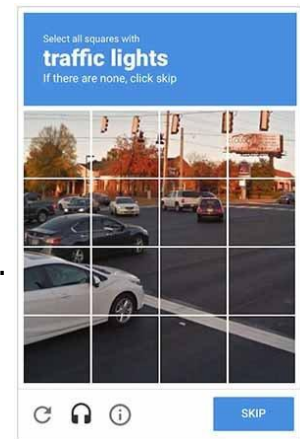 Select all squares with
traffic lights
If there are none, click skip
SKIP